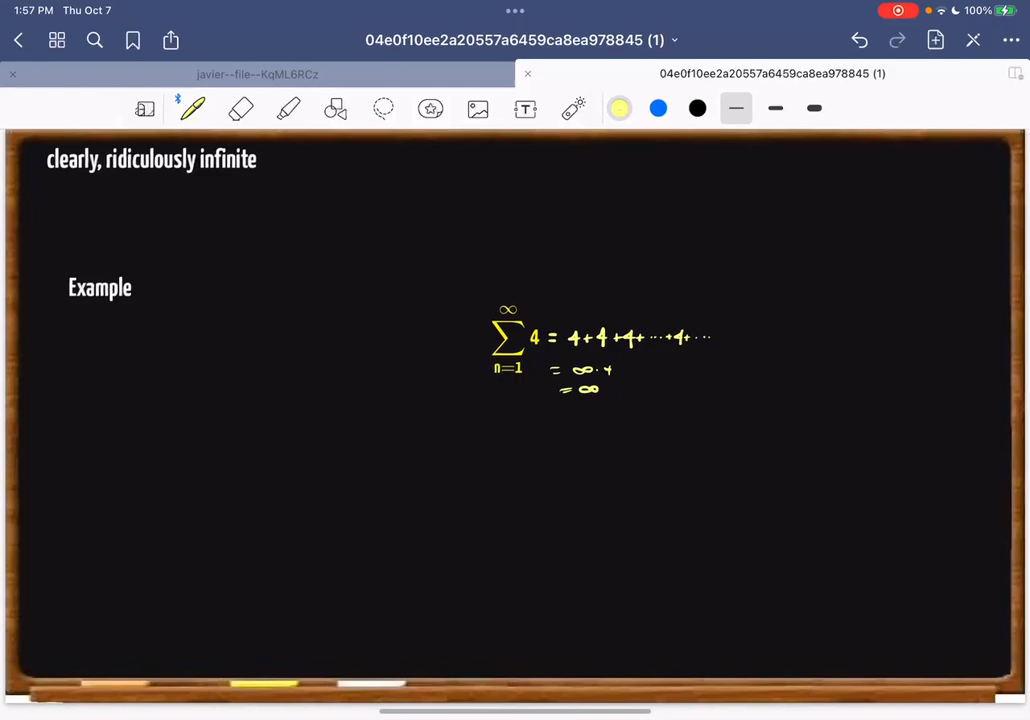 1:57 PM Thu Oct 7
100%
04e0f10ee2a20557a6459ca8ea978845 (1)
javier--file--KqML6RCz
04e0f10ee2a20557a6459ca8ea978845 (1)
T
clearly, ridiculously infinite
Example
∞
∑ 4 = 4+4+4+⋯+4+⋯
n=1
= ∞·4
= ∞